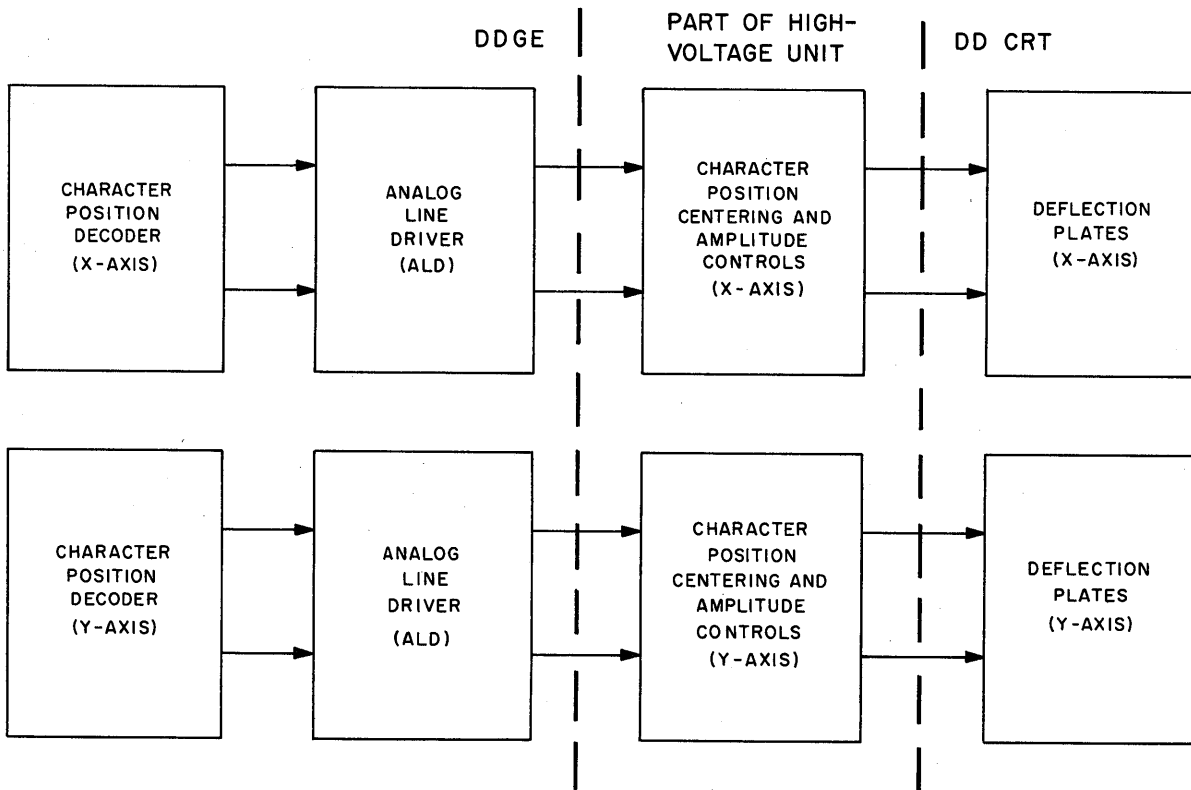 DDGE
PART OF HIGH-
VOLTAGE UNIT
DD CRT
CHARACTER
POSITION
DECODER
(X-AXIS)
ANALOG
LINE
DRIVER
(ALD)
CHARACTER
POSITION
CENTERING AND
AMPLITUDE
CONTROLS
(X-AXIS)
DEFLECTION
PLATES
(X-AXIS)
CHARACTER
POSITION
DECODER
(Y-AXIS)
ANALOG
LINE
DRIVER
(ALD)
CHARACTER
POSITION
CENTERING AND
AMPLITUDE
CONTROLS
(Y-AXIS)
DEFLECTION
PLATES
(Y-AXIS)